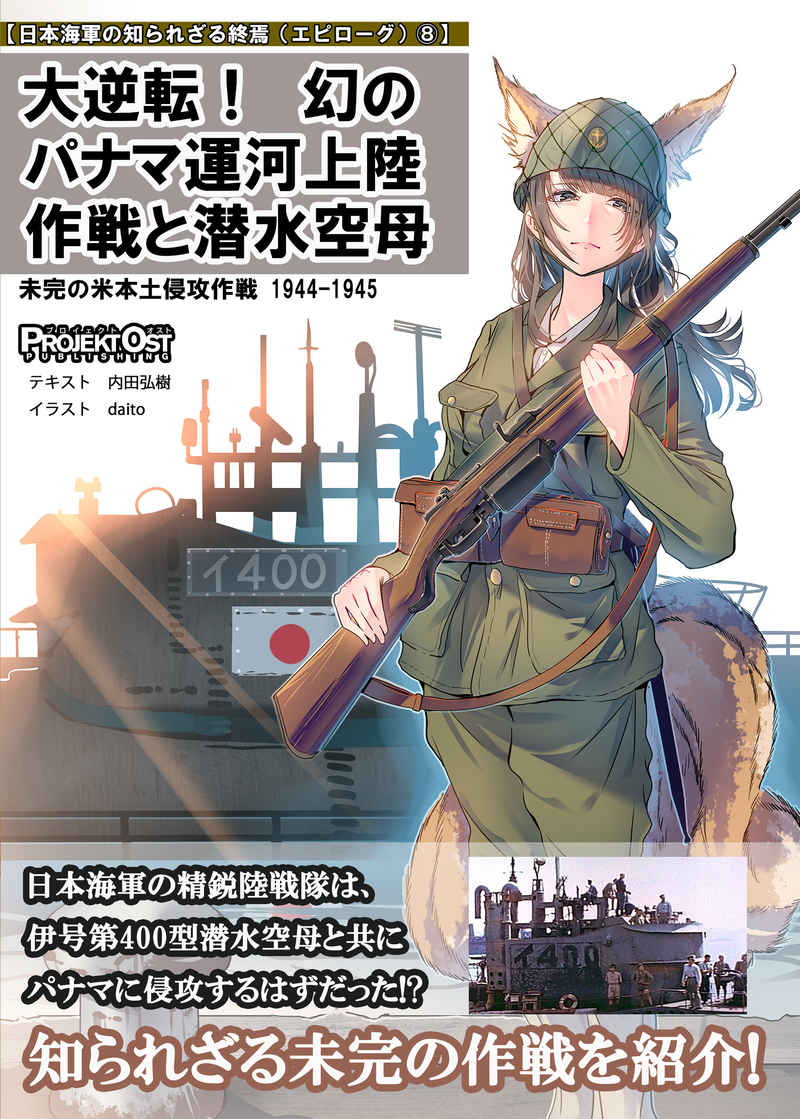 【日本海軍の知られざる終焉（エピローグ）⑧】
大逆転！　幻の
パナマ運河上陸
作戦と潜水空母
未完の米本土侵攻作戦 1944-1945
プロイェクト オスト
PROJEKT OST
PUBLISHING
テキスト　内田弘樹
イラスト　daito
イ400
日本海軍の精鋭陸戦隊は、
伊号第400型潜水空母と共に
パナマに侵攻するはずだった!?
イ400
知られざる未完の作戦を紹介!